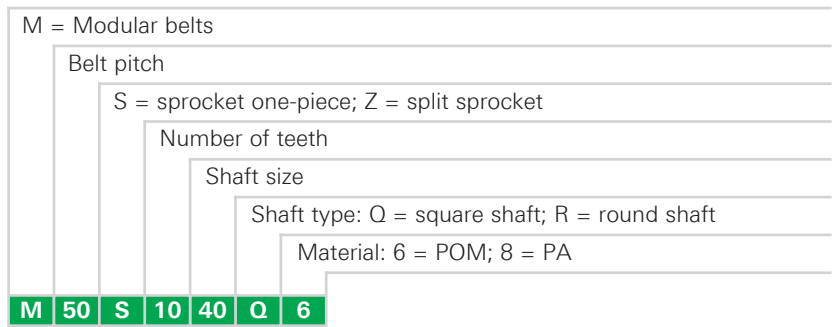 M = Modular belts
Belt pitch
S = sprocket one-piece; Z = split sprocket
Number of teeth
Shaft size
Shaft type: Q = square shaft; R = round shaft
Material: 6 = POM; 8 = PA
M 50 S 10 40 Q 6